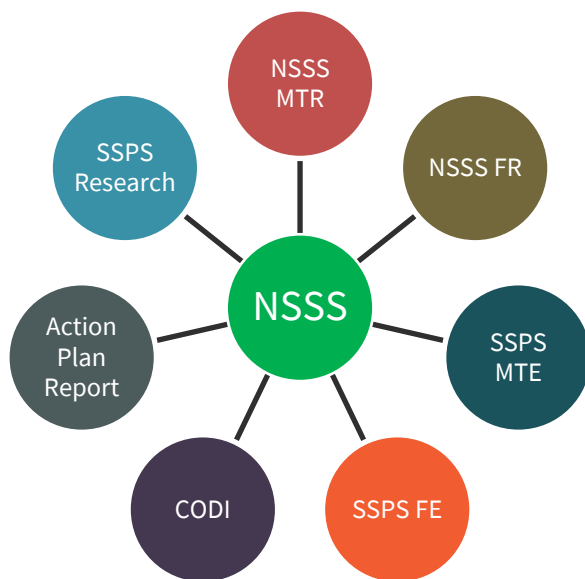 NSSS
MTR
SSPS
Research
NSSS FR
NSSS
Action
Plan
Report
SSPS
MTE
CODI
SSPS FE